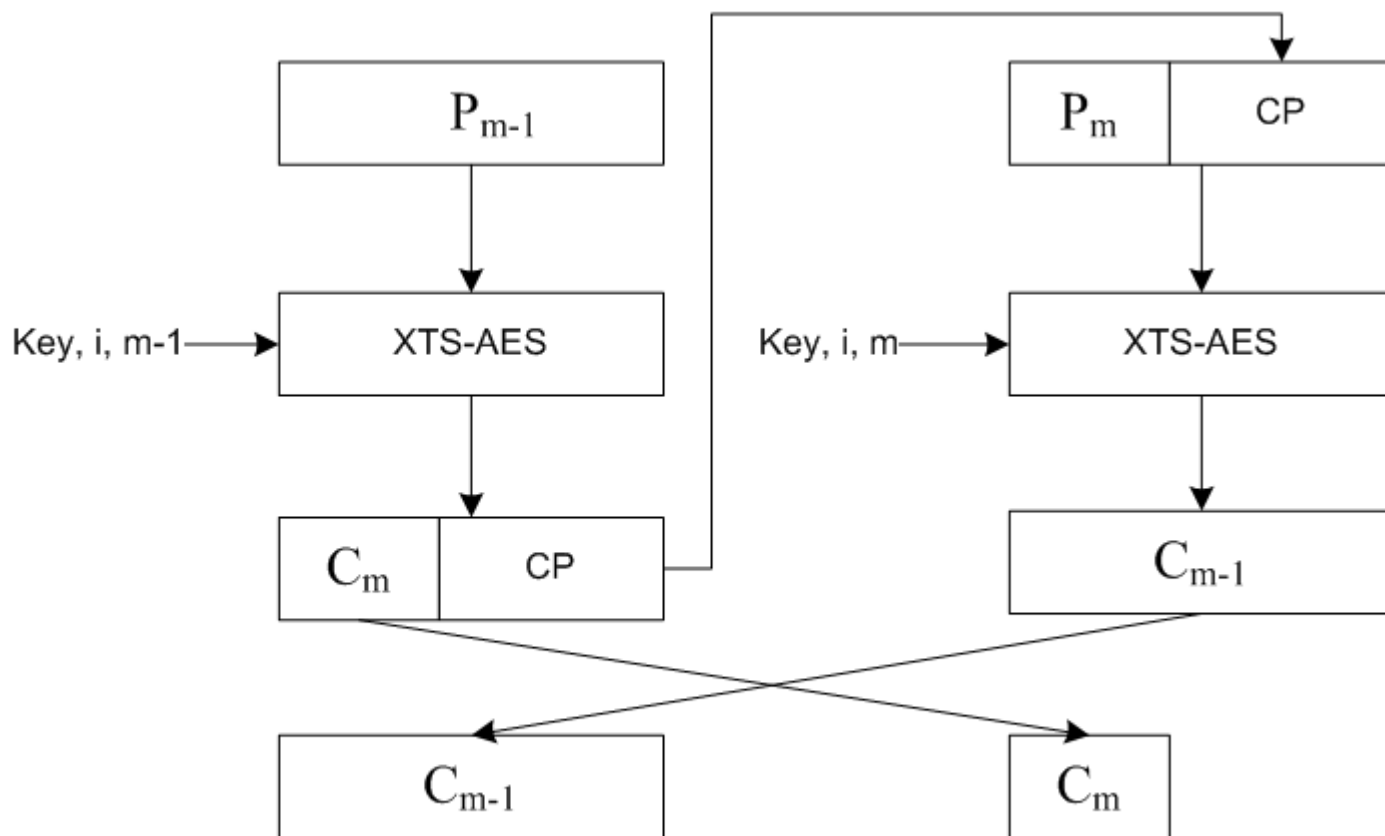 P_{m-1}
P_m CP
Key, i, m-1 XTS-AES
Key, i, m XTS-AES
C_m CP
C_{m-1}
C_{m-1}
C_m